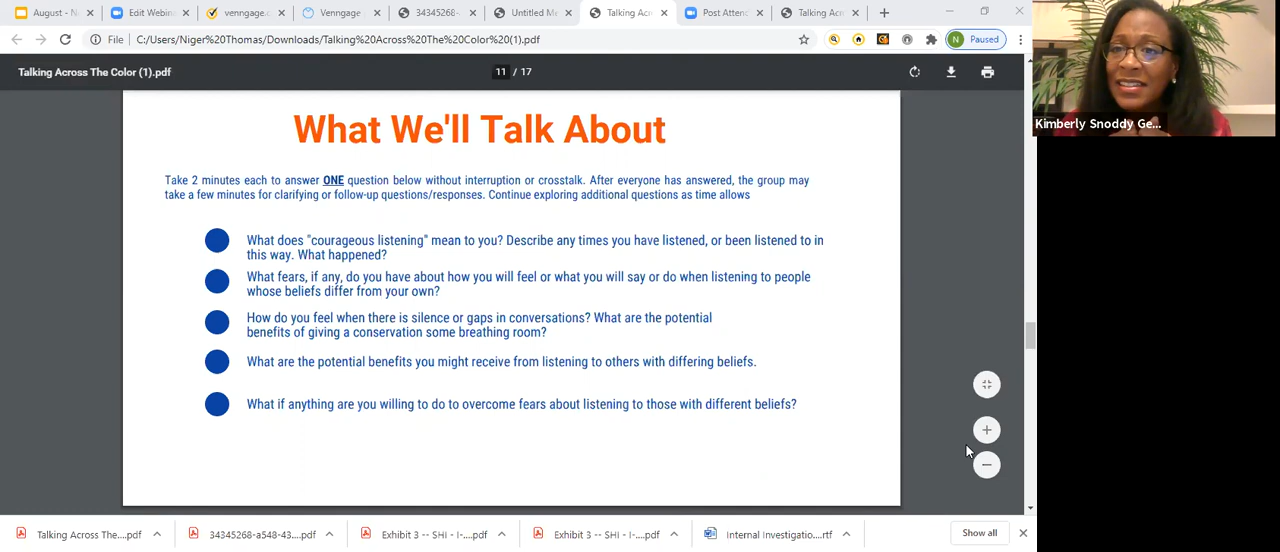 August - N
Edit Webina
venngage.c
Venngage
34345268-
Untitled Me
Talking Acr
Post Attend
Talking Acr
File
C:/Users/Niger%20Thomas/Downloads/Talking%20Across%20The%20Color%20(1).pdf
N
Paused
Talking Across The Color (1).pdf
11 / 17
Kimberly Snoddy Ge...
What We'll Talk About
Take 2 minutes each to answer ONE question below without interruption or crosstalk. After everyone has answered, the group may
take a few minutes for clarifying or follow-up questions/responses. Continue exploring additional questions as time allows
What does "courageous listening" mean to you? Describe any times you have listened, or been listened to in
this way. What happened?
What fears, if any, do you have about how you will feel or what you will say or do when listening to people
whose beliefs differ from your own?
How do you feel when there is silence or gaps in conversations? What are the potential
benefits of giving a conservation some breathing room?
What are the potential benefits you might receive from listening to others with differing beliefs.
What if anything are you willing to do to overcome fears about listening to those with different beliefs?
Talking Across The....pdf
34345268-a548-43....pdf
Exhibit 3 -- SHI - I-....pdf
Exhibit 3 -- SHI - I-....pdf
Internal Investigatio....rtf
Show all